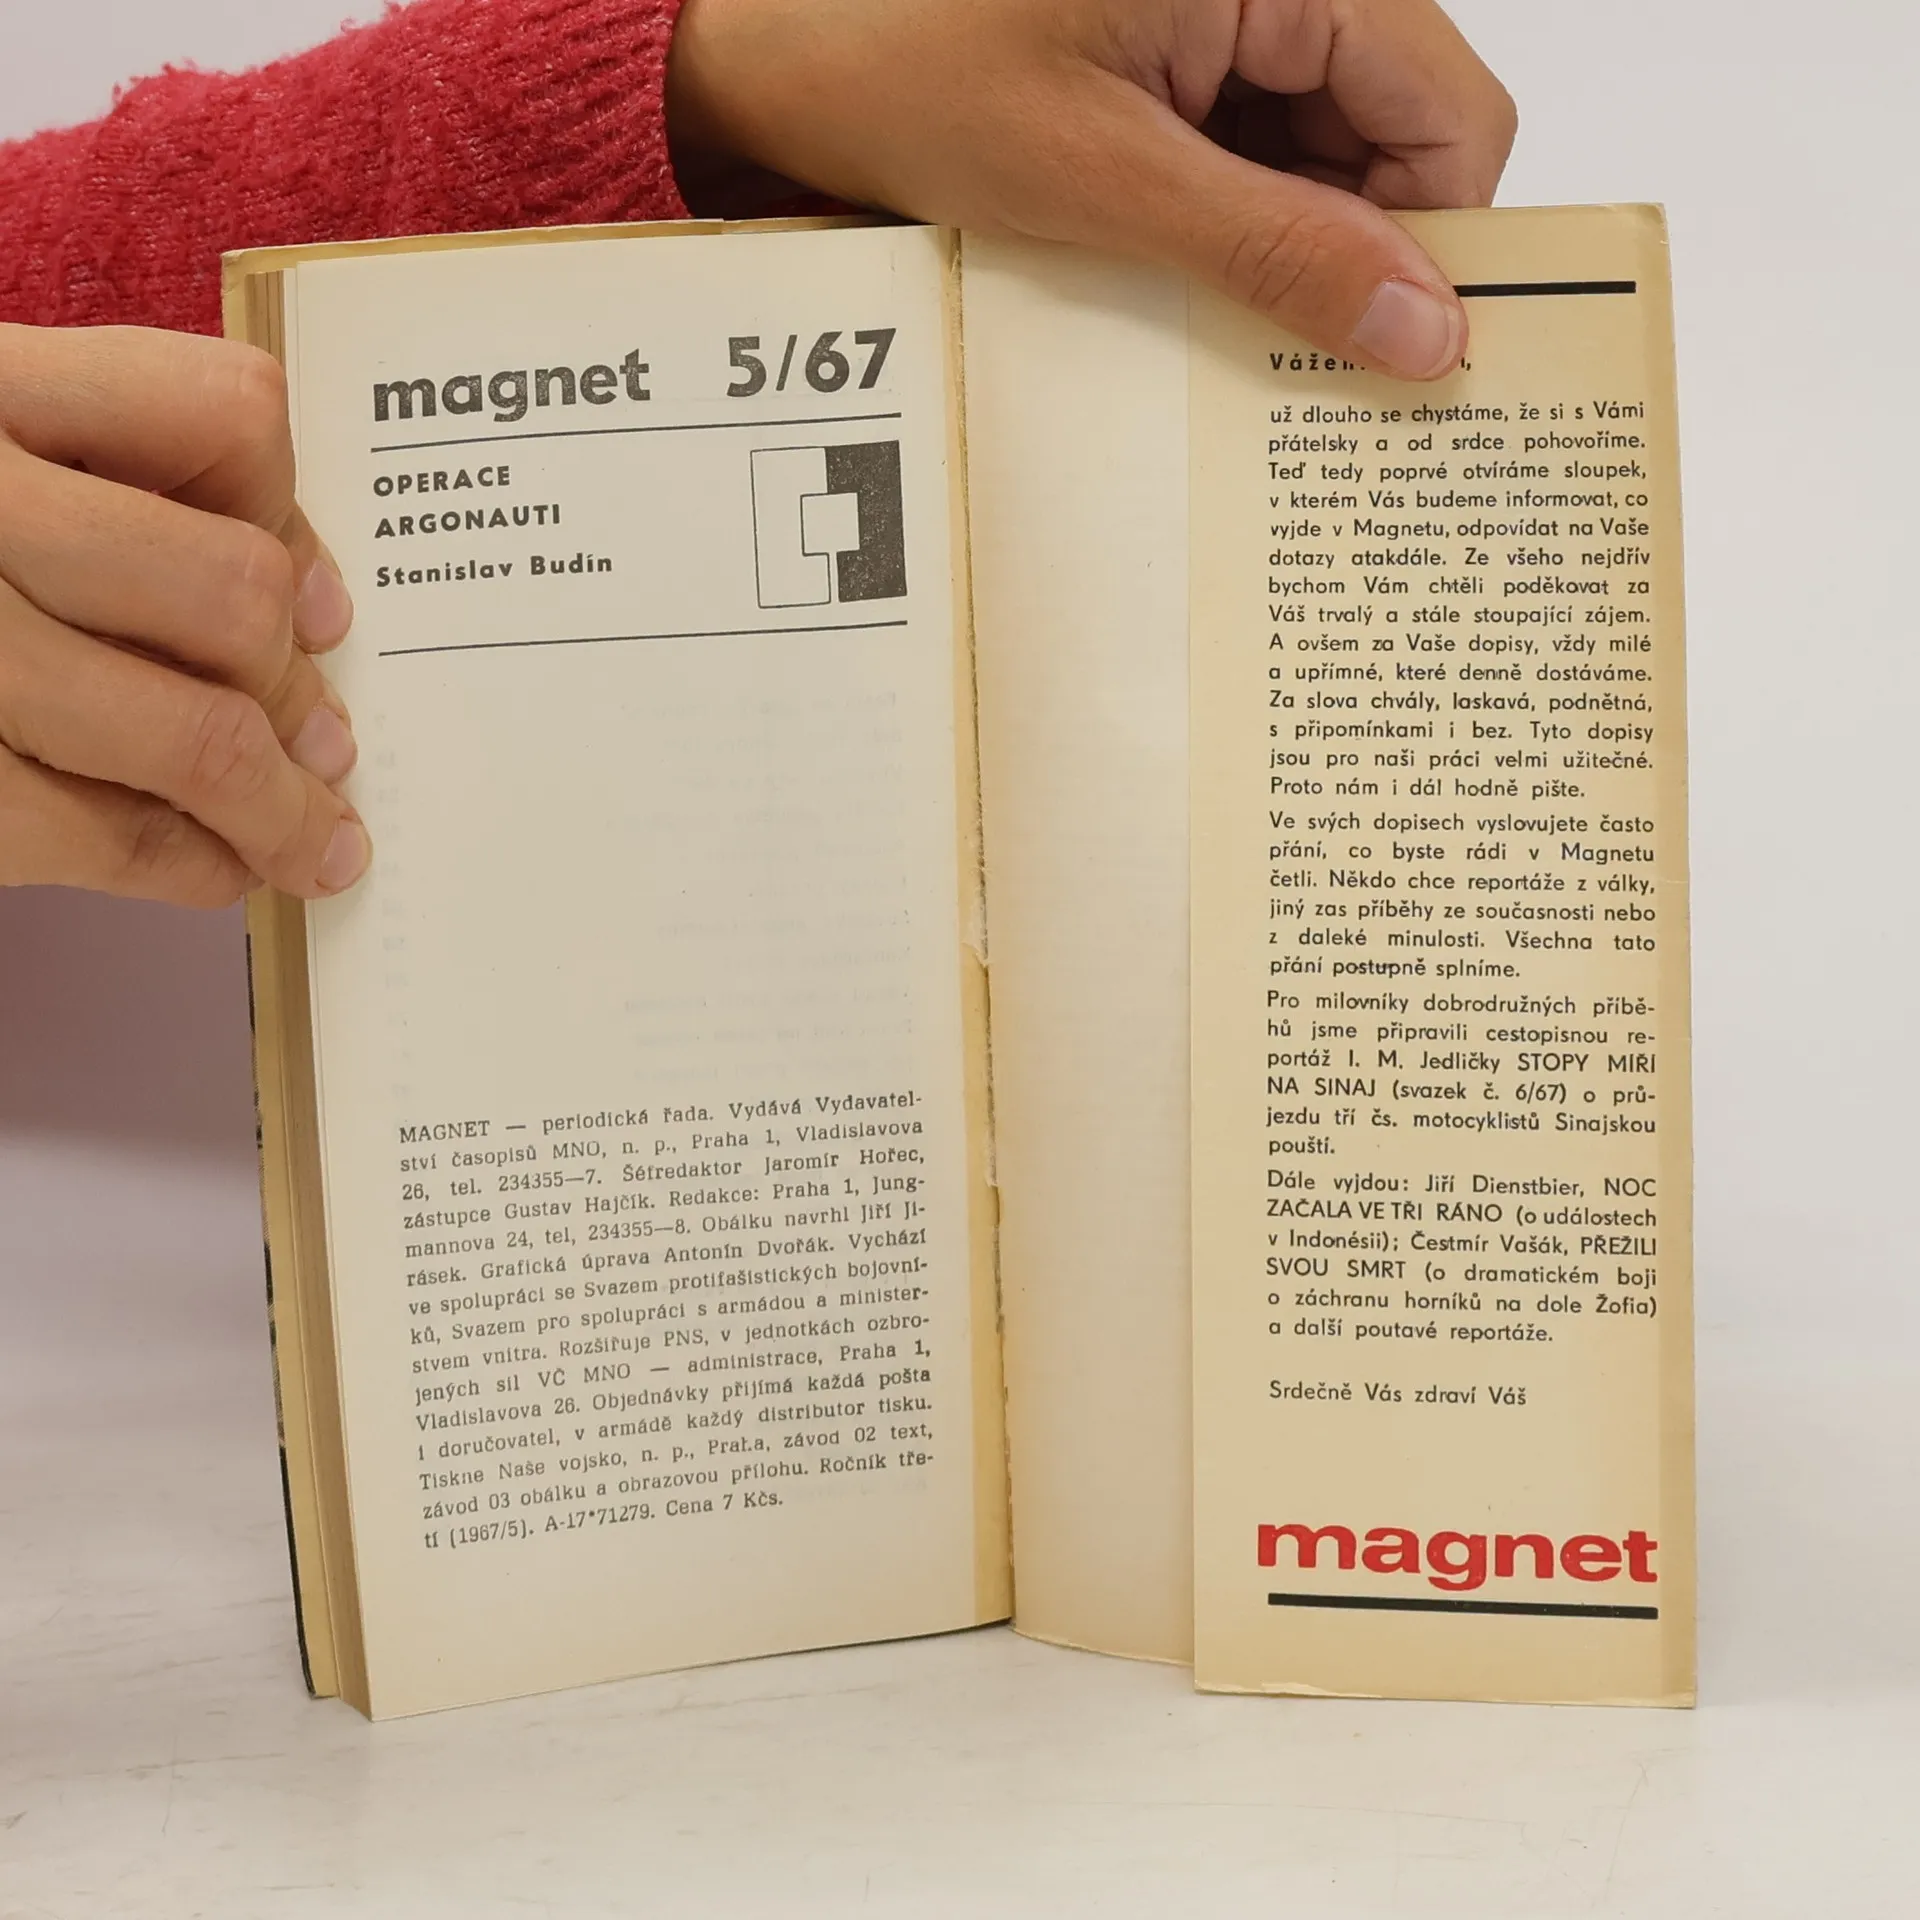 magnet 5/67
OPERACE
ARGONAUTI
Stanislav Budín
MAGNET — periodická řada. Vydává Vydavatel-
ství časopisů MNO, n. p., Praha 1, Vladislavova
26, tel. 234355—7. Šéfredaktor Jaromír Hořec,
zástupce Gustav Hajčík. Redakce: Praha 1, Jung-
mannova 24, tel, 234355—8. Obálku navrhl Jiří Ji-
rásek. Grafická úprava Antonín Dvořák. Vychází
ve spolupráci se Svazem protifašistických bojovní-
ků, Svazem pro spolupráci s armádou a minister-
stvem vnitra. Rozšiřuje PNS, v jednotkách ozbro-
jených sil VČ MNO — administrace, Praha 1,
Vladislavova 26. Objednávky přijímá každá pošta
i doručovatel, v armádě každý distributor tisku.
Tiskne Naše vojsko, n. p., Praha, závod 02 text,
závod 03 obálku a obrazovou přílohu. Ročník tře-
tí (1967/5). A-17*71279. Cena 7 Kčs.
už dlouho se chystáme, že si s Vámi
přátelsky a od srdce pohovoříme.
Teď tedy poprvé otvíráme sloupek,
v kterém Vás budeme informovat, co
vyjde v Magnetu, odpovídat na Vaše
dotazy atakdále. Ze všeho nejdřív
bychom Vám chtěli poděkovat za
Váš trvalý a stále stoupající zájem.
A ovšem za Vaše dopisy, vždy milé
a upřímné, které denně dostáváme.
Za slova chvály, laskavá, podnětná,
s připomínkami i bez. Tyto dopisy
jsou pro naši práci velmi užitečné.
Proto nám i dál hodně pište.
Ve svých dopisech vyslovujete často
přání, co byste rádi v Magnetu
četli. Někdo chce reportáže z války,
jiný zas příběhy ze současnosti nebo
z daleké minulosti. Všechna tato
přání postupně splníme.
Pro milovníky dobrodružných příbě-
hů jsme připravili cestopisnou re-
portáž I. M. Jedličky STOPY MÍŘÍ
NA SINAJ (svazek č. 6/67) o prů-
jezdu tří čs. motocyklistů Sinajskou
pouští.
Dále vyjdou: Jiří Dienstbier, NOC
ZAČALA VE TŘI RÁNO (o událostech
v Indonésii); Čestmír Vašák, PŘEŽILI
SVOU SMRT (o dramatickém boji
o záchranu horníků na dole Žofia)
a další poutavé reportáže.
Srdečně Vás zdraví Váš
magnet